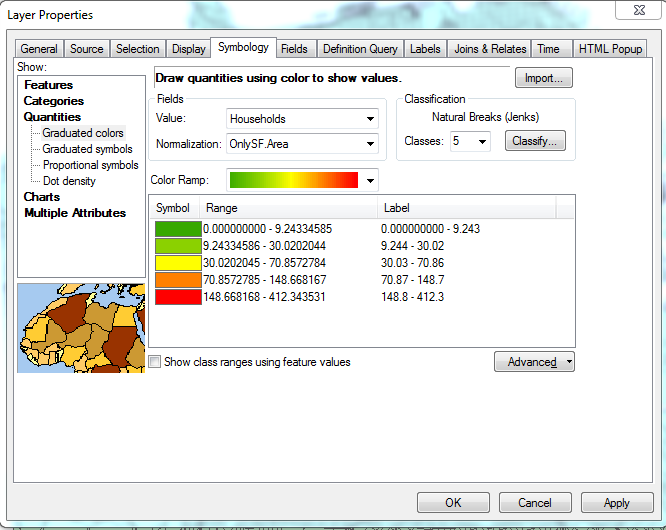 Layer Properties
General Source Selection Display Symbology Fields Definition Query Labels Joins & Relates Time HTML Popup
Show:
Features
Categories
Quantities
Graduated colors
Graduated symbols
Proportional symbols
Dot density
Charts
Multiple Attributes
Draw quantities using color to show values.
Import...
Fields
Value: Households
Normalization: OnlySF.Area
Classification
Natural Breaks (Jenks)
Classes: 5 Classify...
Color Ramp:
Symbol Range Label
0.000000000 - 9.24334585 0.000000000 - 9.243
9.24334586 - 30.0202044 9.244 - 30.02
30.0202045 - 70.8572784 30.03 - 70.86
70.8572785 - 148.668167 70.87 - 148.7
148.668168 - 412.343531 148.8 - 412.3
Show class ranges using feature values
Advanced
OK Cancel Apply